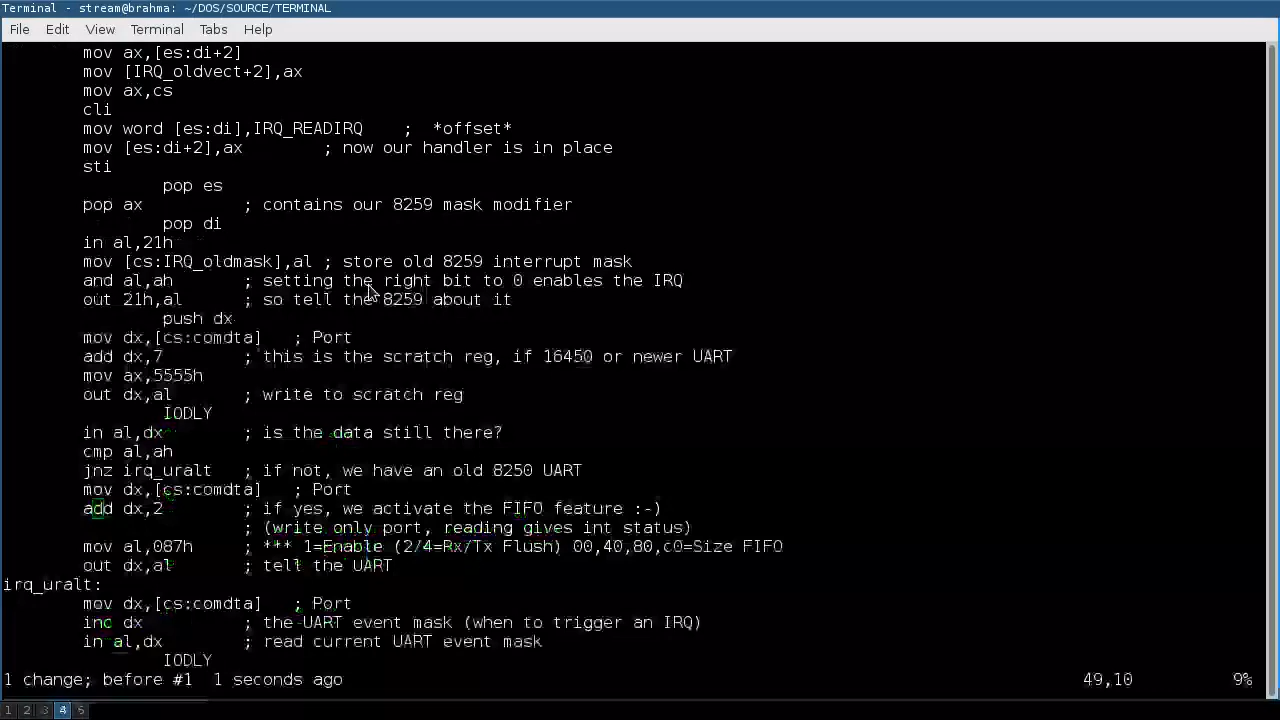 Terminal - stream@brahma: ~/DOS/SOURCE/TERMINAL
File Edit View Terminal Tabs Help
mov ax,[es:di+2]
mov [IRQ_oldvect+2],ax
mov ax,cs
cli
mov word [es:di],IRQ_READIRQ ; *offset*
mov [es:di+2],ax ; now our handler is in place
sti
pop es
pop ax ; contains our 8259 mask modifier
pop di
in al,21h
mov [cs:IRQ_oldmask],al ; store old 8259 interrupt mask
and al,ah ; setting the right bit to 0 enables the IRQ
out 21h,al ; so tell the 8259 about it
push dx
mov dx,[cs:comdta] ; Port
add dx,7 ; this is the scratch reg, if 16450 or newer UART
mov ax,5555h
out dx,al ; write to scratch reg
IODLY
in al,dx ; is the data still there?
cmp al,ah
jnz irq_uralt ; if not, we have an old 8250 UART
mov dx,[cs:comdta] ; Port
add dx,2 ; if yes, we activate the FIFO feature :-)
; (write only port, reading gives int status)
mov al,087h ; *** 1=Enable (2/4=Rx/Tx Flush) 00,40,80,c0=Size FIFO
out dx,al ; tell the UART
irq_uralt:
mov dx,[cs:comdta] ; Port
inc dx ; the UART event mask (when to trigger an IRQ)
in al,dx ; read current UART event mask
IODLY
1 change; before #1 1 seconds ago 49,10 9%
1 2 3 4 5